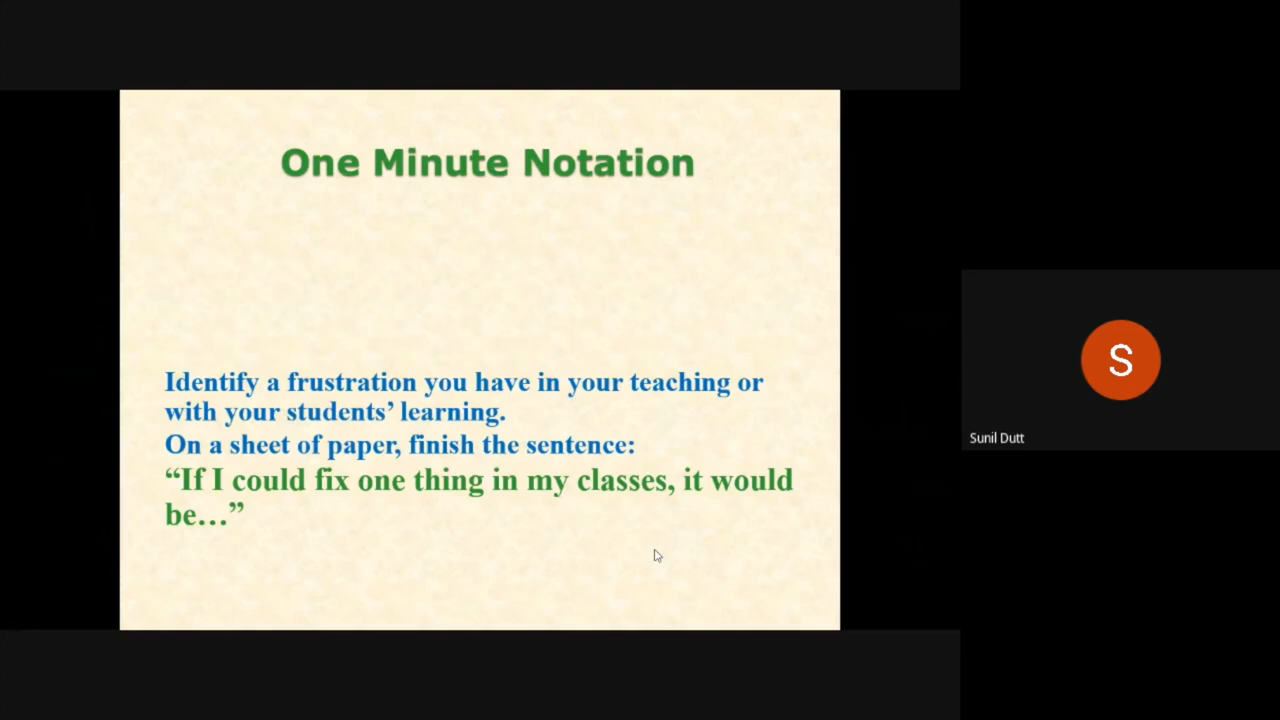 One Minute Notation
Identify a frustration you have in your teaching or
with your students’ learning.
On a sheet of paper, finish the sentence:
“If I could fix one thing in my classes, it would
be…”
S
Sunil Dutt